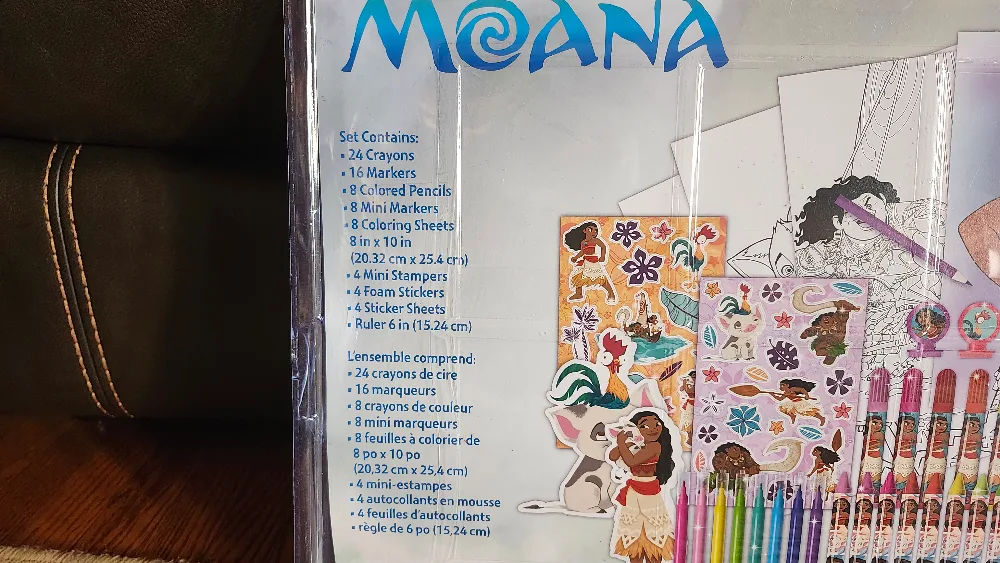 MOANA
Set Contains:
• 24 Crayons
• 16 Markers
• 8 Colored Pencils
• 8 Mini Markers
• 8 Coloring Sheets
8 in x 10 in
(20.32 cm x 25.4 cm)
• 4 Mini Stampers
• 4 Foam Stickers
• 4 Sticker Sheets
• Ruler 6 in (15.24 cm)
L'ensemble comprend:
• 24 crayons de cire
• 16 marqueurs
• 8 crayons de couleur
• 8 mini marqueurs
• 8 feuilles à colorier de
8 po x 10 po
(20,32 cm x 25,4 cm)
• 4 mini-estampes
• 4 autocollants en mousse
• 4 feuilles d'autocollants
• règle de 6 po (15,24 cm)